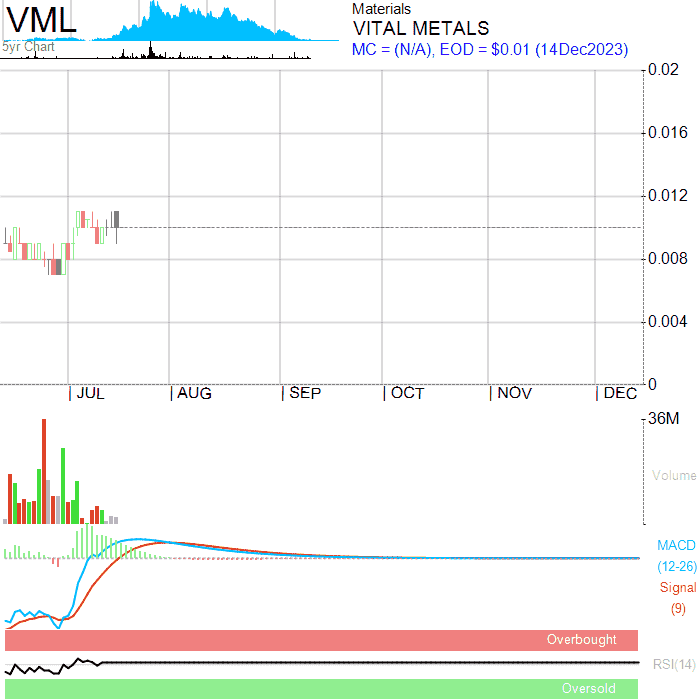 VML
5yr Chart
Materials
VITAL METALS
MC = (N/A), EOD = $0.01 (14Dec2023)
0.02
0.016
0.012
0.008
0.004
0
JUL AUG SEP OCT NOV DEC
36M
Volume
MACD
(12-26)
Signal
(9)
Overbought
RSI(14)
Oversold